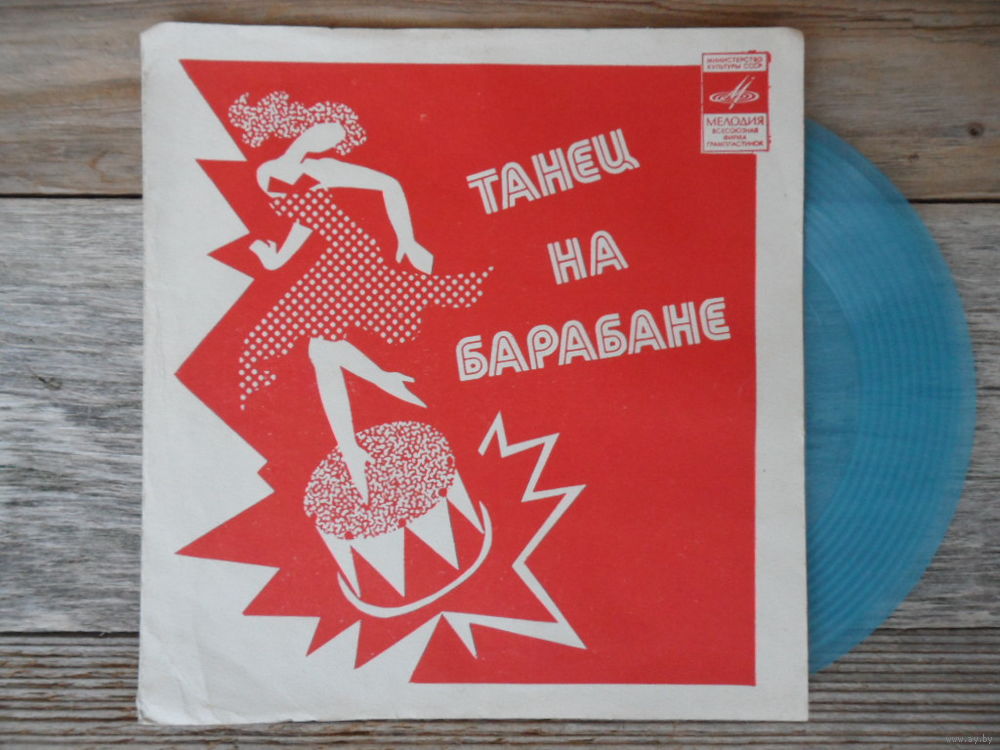 МИНИСТЕРСТВО
КУЛЬТУРЫ СССР
МЕЛОДИЯ
ВСЕСОЮЗНАЯ
ФИРМА
ГРАМПЛАСТИНОК
ТАНЕЦ
НА
БАРАБАНЕ
www.ay.by